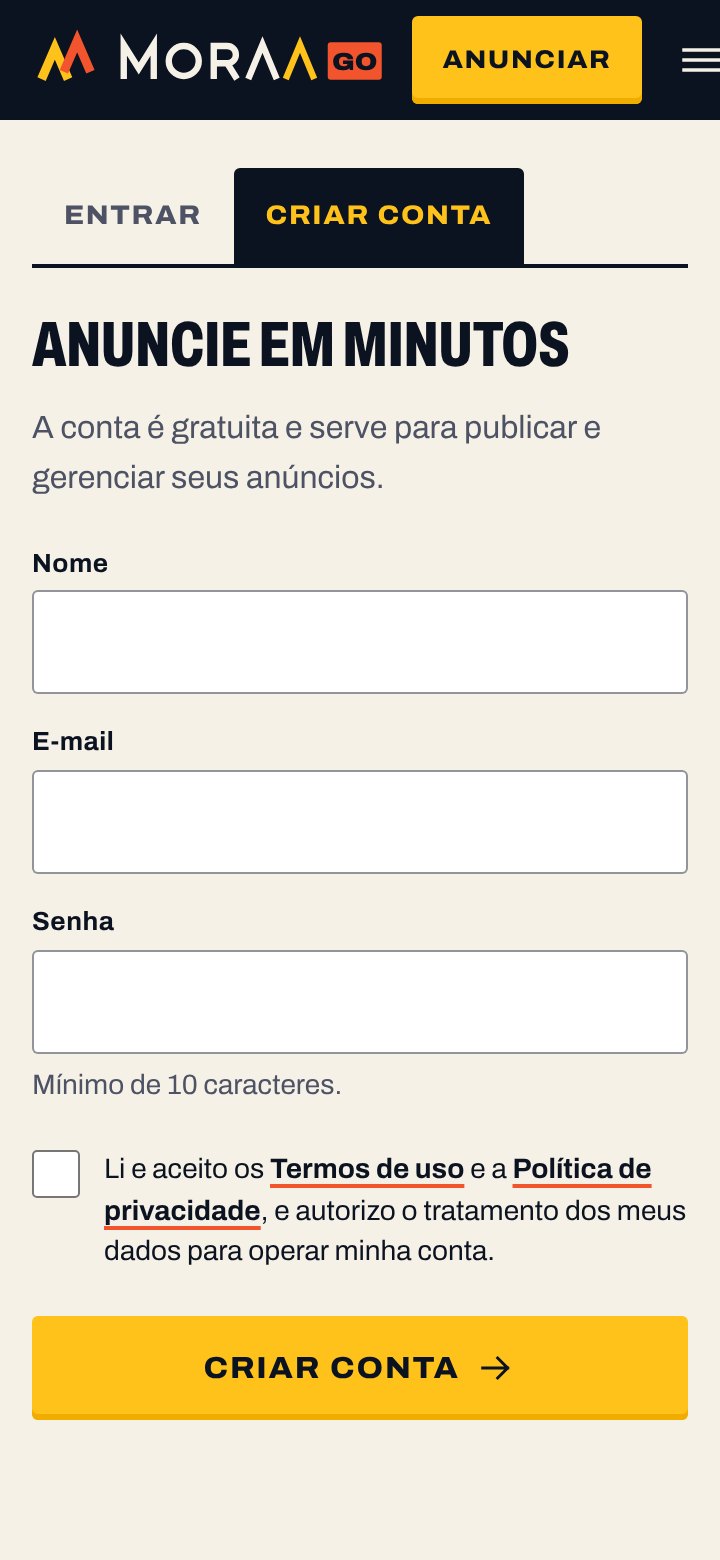 MORAA GO
ANUNCIAR
ENTRAR
CRIAR CONTA
ANUNCIE EM MINUTOS
A conta é gratuita e serve para publicar e
gerenciar seus anúncios.
Nome
E-mail
Senha
Mínimo de 10 caracteres.
Li e aceito os Termos de uso e a Política de
privacidade, e autorizo o tratamento dos meus
dados para operar minha conta.
CRIAR CONTA →